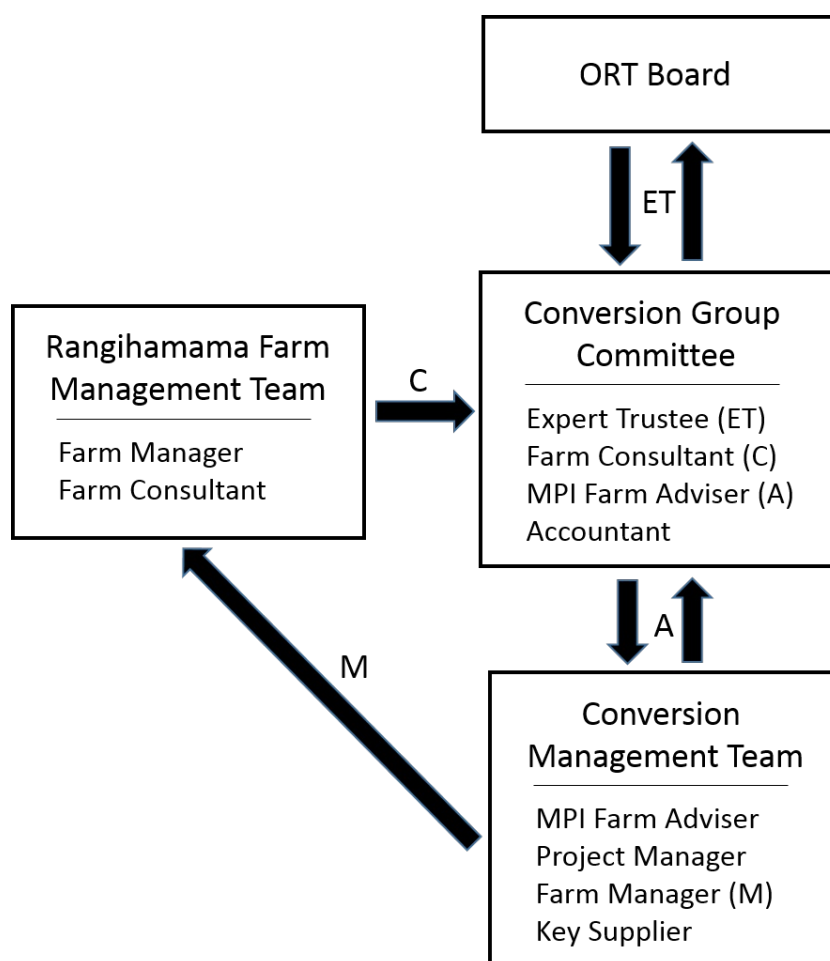 ORT Board
ET
Conversion Group
Committee
Expert Trustee (ET)
Farm Consultant (C)
MPI Farm Adviser (A)
Accountant
Rangihamama Farm
Management Team
Farm Manager
Farm Consultant
C
A
M
Conversion
Management Team
MPI Farm Adviser
Project Manager
Farm Manager (M)
Key Supplier